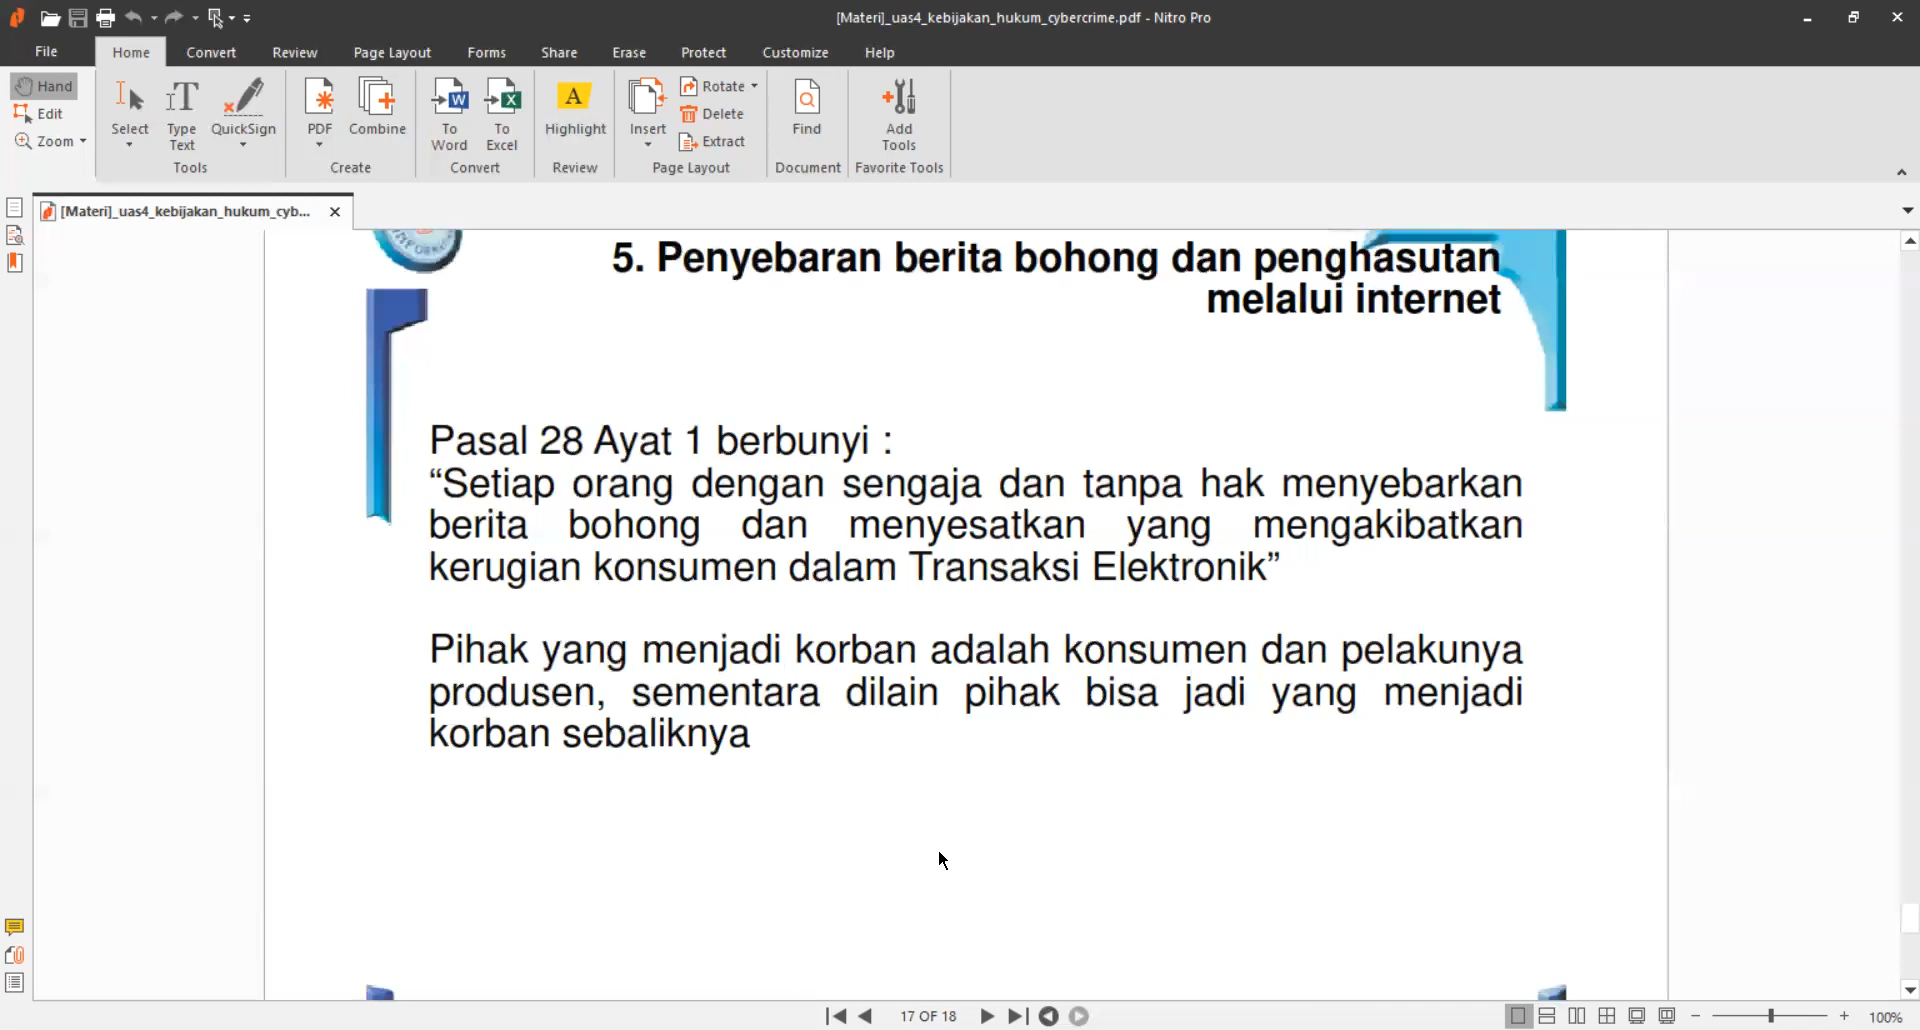 [Materi]_uas4_kebijakan_hukum_cybercrime.pdf - Nitro Pro
File
Home
Convert
Review
Page Layout
Forms
Share
Erase
Protect
Customize
Help
Hand
Edit
Zoom
Select
Type
Text
QuickSign
Tools
PDF
Combine
Create
To
Word
To
Excel
Convert
Highlight
Review
Insert
Rotate
Delete
Extract
Page Layout
Find
Document
Add
Tools
Favorite Tools
[Materi]_uas4_kebijakan_hukum_cyb...
5. Penyebaran berita bohong dan penghasutan
melalui internet
Pasal 28 Ayat 1 berbunyi :
“Setiap orang dengan sengaja dan tanpa hak menyebarkan
berita bohong dan menyesatkan yang mengakibatkan
kerugian konsumen dalam Transaksi Elektronik”
Pihak yang menjadi korban adalah konsumen dan pelakunya
produsen, sementara dilain pihak bisa jadi yang menjadi
korban sebaliknya
17 OF 18
100%